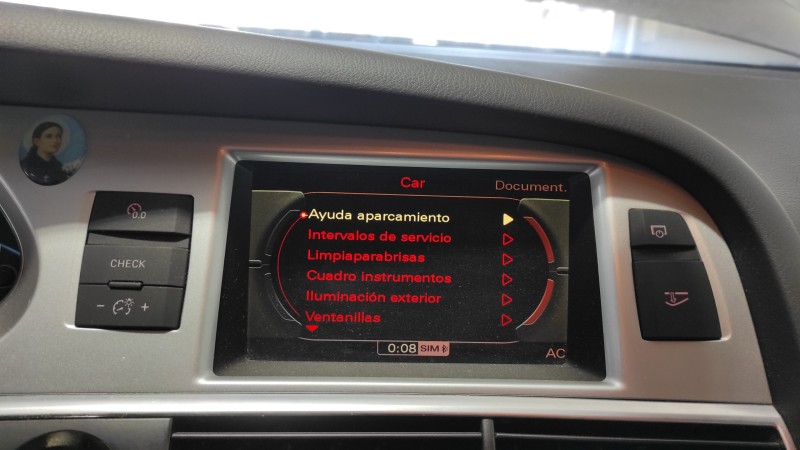 Car
Document.
Ayuda aparcamiento
Intervalos de servicio
Limpiaparabrisas
Cuadro instrumentos
Iluminación exterior
Ventanillas
0:08 SIM
AC
0.0
CHECK
- +